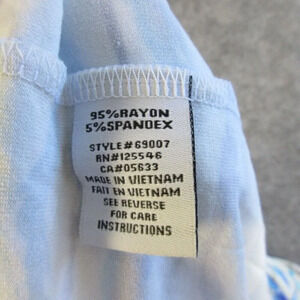 95%RAYON
5%SPANDEX
STYLE#69007
RN#125546
CA#05633
MADE IN VIETNAM
FAIT EN VIETNAM
SEE REVERSE
FOR CARE
INSTRUCTIONS